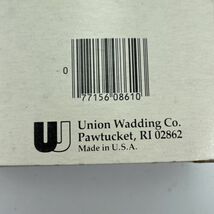 0
77156 08610
Union Wadding Co.
Pawtucket, RI 02862
Made in U.S.A.